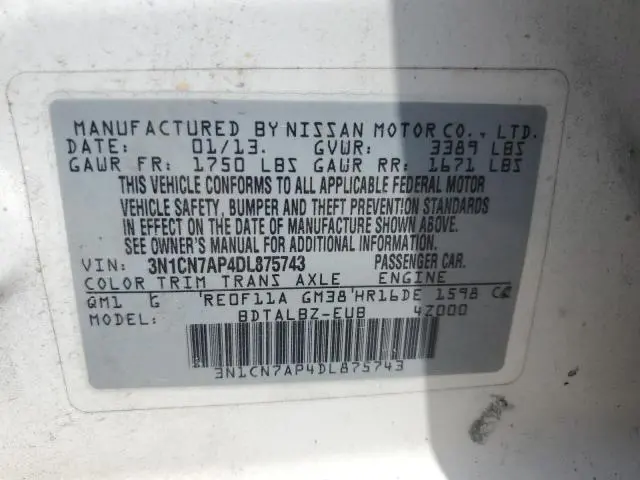 MANUFACTURED BY NISSAN MOTOR CO., LTD.
DATE: 01/13. GVWR: 3389 LBS
GAWR FR: 1750 LBS GAWR RR: 1671 LBS
THIS VEHICLE CONFORMS TO ALL APPLICABLE FEDERAL MOTOR
VEHICLE SAFETY, BUMPER AND THEFT PREVENTION STANDARDS
IN EFFECT ON THE DATE OF MANUFACTURE SHOWN ABOVE.
SEE OWNER'S MANUAL FOR ADDITIONAL INFORMATION.
VIN: 3N1CN7AP4DL875743 PASSENGER CAR.
COLOR TRIM TRANS AXLE ENGINE
QM1 G RE0F11A GM38 HR16DE 1598 CC
MODEL: BDTALBZ-EUB 4Z000
3N1CN7AP4DL875743